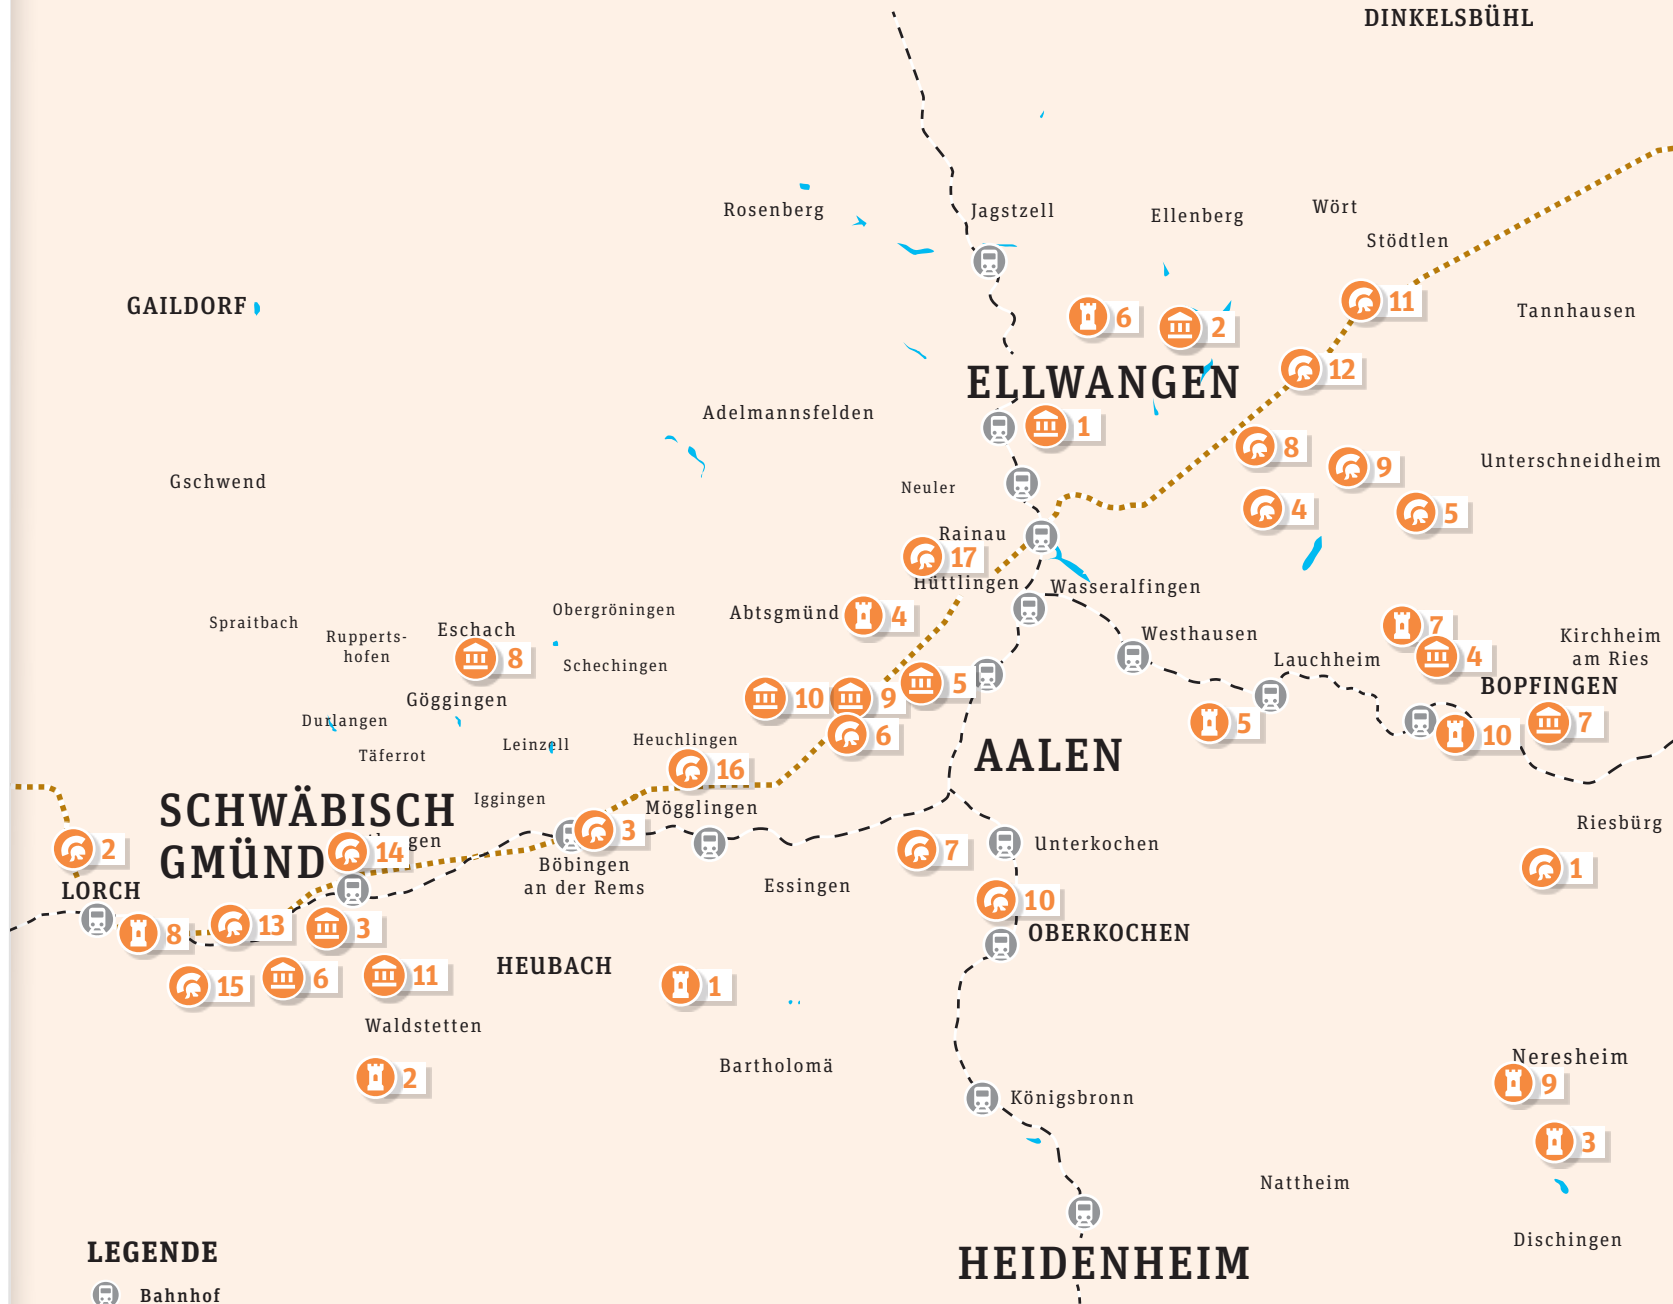 DINKELSBÜHL
Rosenberg
Jagstzell
Ellenberg
Wört
Stödtlen
GAILDORF
6
2
11
Tannhausen
12
ELLWANGEN
Adelmannsfelden
1
8
9
Unterschneidheim
Gschwend
Neuler
4
5
Rainau
17
Hüttlingen
Wasseralfingen
Abtsgmünd
4
Obergröningen
Spraitbach
Rupperts-
hofen
Eschach
8
Schechingen
Westhausen
7
Kirchheim
am Ries
Lauchheim
4
BOPFINGEN
Göggingen
10
9
5
Durlangen
5
10
7
6
Täferrot
Leinzell
Heuchlingen
16
AALEN
Iggingen
Mögglingen
SCHWÄBISCH
GMÜND
14
gen
3
Riesbürg
2
7
Unterkochen
Böbingen
an der Rems
1
LORCH
Essingen
10
8
13
3
OBERKOCHEN
HEUBACH
15
6
11
1
Waldstetten
Bartholomä
2
Neresheim
9
Königsbronn
3
Nattheim
Dischingen
HEIDENHEIM
LEGENDE
Bahnhof